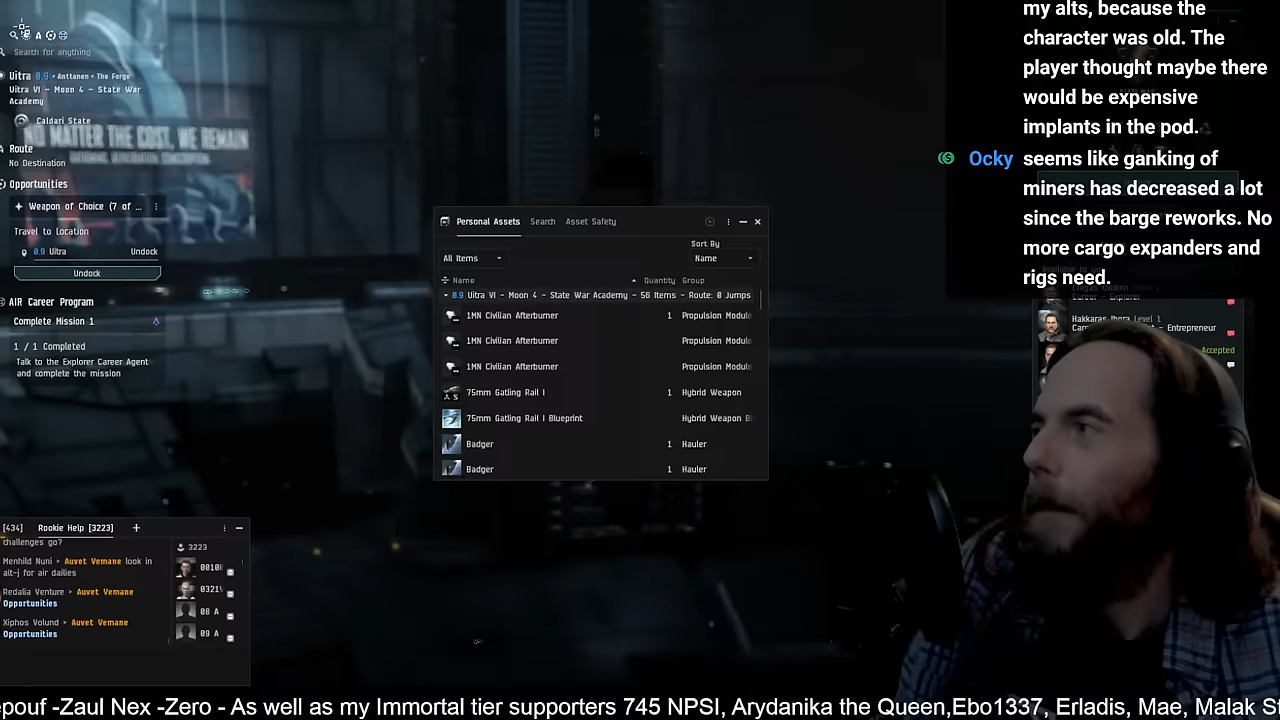 Search for anything
Uitra 0.9 < Anttanen < The Forge
Uitra VI - Moon 4 - State War
Academy
Caldari State
NO MATTER THE COST, WE REMAIN
Route
No Destination
Opportunities
Weapon of Choice (7 of ...
Travel to Location
0.9 Uitra Undock
Undock
AIR Career Program
Complete Mission 1
1 / 1 Completed
Talk to the Explorer Career Agent
and complete the mission
Personal Assets Search Asset Safety
Sort By
All Items Name
Name Quantity Group
0.9 Uitra VI - Moon 4 - State War Academy - 56 Items - Route: 0 Jumps
1MN Civilian Afterburner 1 Propulsion Module
1MN Civilian Afterburner Propulsion Module
1MN Civilian Afterburner Propulsion Module
75mm Gatling Rail I 1 Hybrid Weapon
75mm Gatling Rail I Blueprint Hybrid Weapon B
Badger 1 Hauler
Badger 1 Hauler
my alts, because the
character was old. The
player thought maybe there
would be expensive
implants in the pod.
Ocky seems like ganking of
miners has decreased a lot
since the barge reworks. No
more cargo expanders and
rigs need.
Career - Explorer
Level 1
- Entrepreneur
Accepted
[434] Rookie Help [3223]
challenges go?
Menhild Nuni > Auvet Vemane look in
alt-j for air dailies
Redalia Venture > Auvet Vemane
Opportunities
Xiphos Volund > Auvet Vemane
Opportunities
3223
0010
0321
08 A
09 A
epouf -Zaul Nex -Zero - As well as my Immortal tier supporters 745 NPSI, Arydanika the Queen,Ebo1337, Erladis, Mae, Malak S